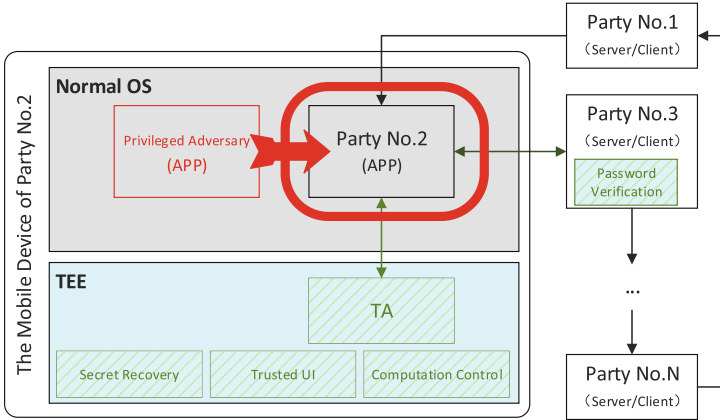 Party No.1
（Server/Client）
The Mobile Device of Party No.2
Normal OS
Privileged Adversary
(APP)
Party No.2
(APP)
Party No.3
（Server/Client）
Password
Verification
TEE
TA
Secret Recovery
Trusted UI
Computation Control
...
Party No.N
（Server/Client）